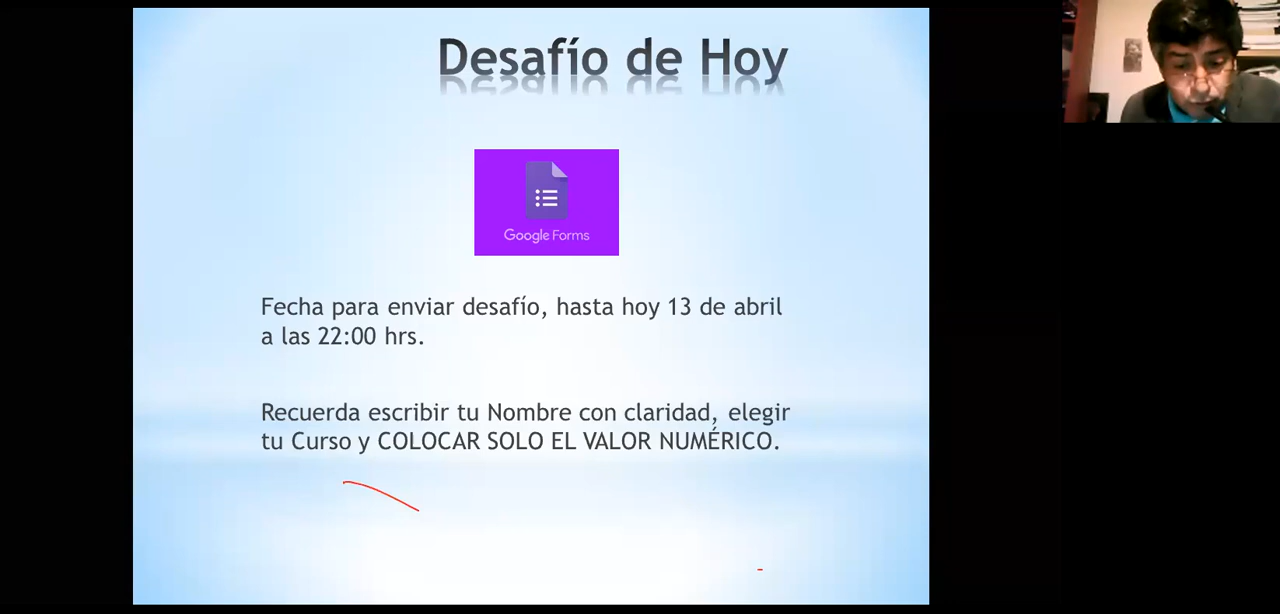 Desafío de Hoy
Google Forms
Fecha para enviar desafío, hasta hoy 13 de abril
a las 22:00 hrs.
Recuerda escribir tu Nombre con claridad, elegir
tu Curso y COLOCAR SOLO EL VALOR NUMÉRICO.